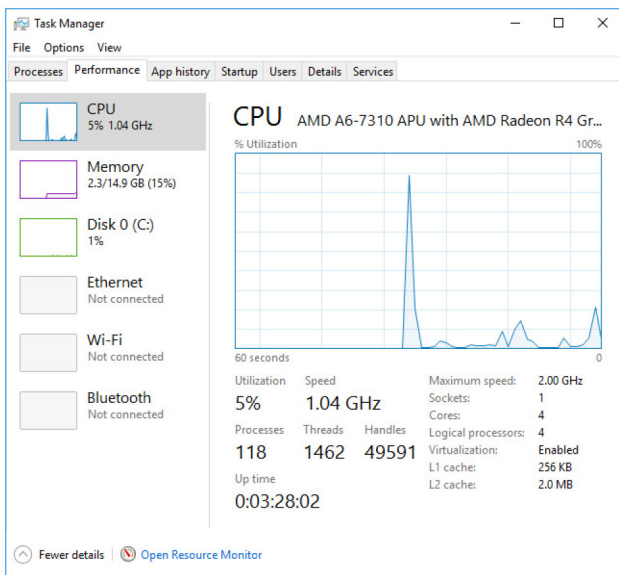 Task Manager
File Options View
Processes Performance App history Startup Users Details Services
CPU
5% 1.04 GHz
Memory
2.3/14.9 GB (15%)
Disk 0 (C:)
1%
Ethernet
Not connected
Wi-Fi
Not connected
Bluetooth
Not connected
CPU AMD A6-7310 APU with AMD Radeon R4 Gr...
% Utilization 100%
60 seconds 0
Utilization Speed
5% 1.04 GHz
Processes Threads Handles
118 1462 49591
Up time
0:03:28:02
Maximum speed: 2.00 GHz
Sockets: 1
Cores: 4
Logical processors: 4
Virtualization: Enabled
L1 cache: 256 KB
L2 cache: 2.0 MB
Fewer details Open Resource Monitor